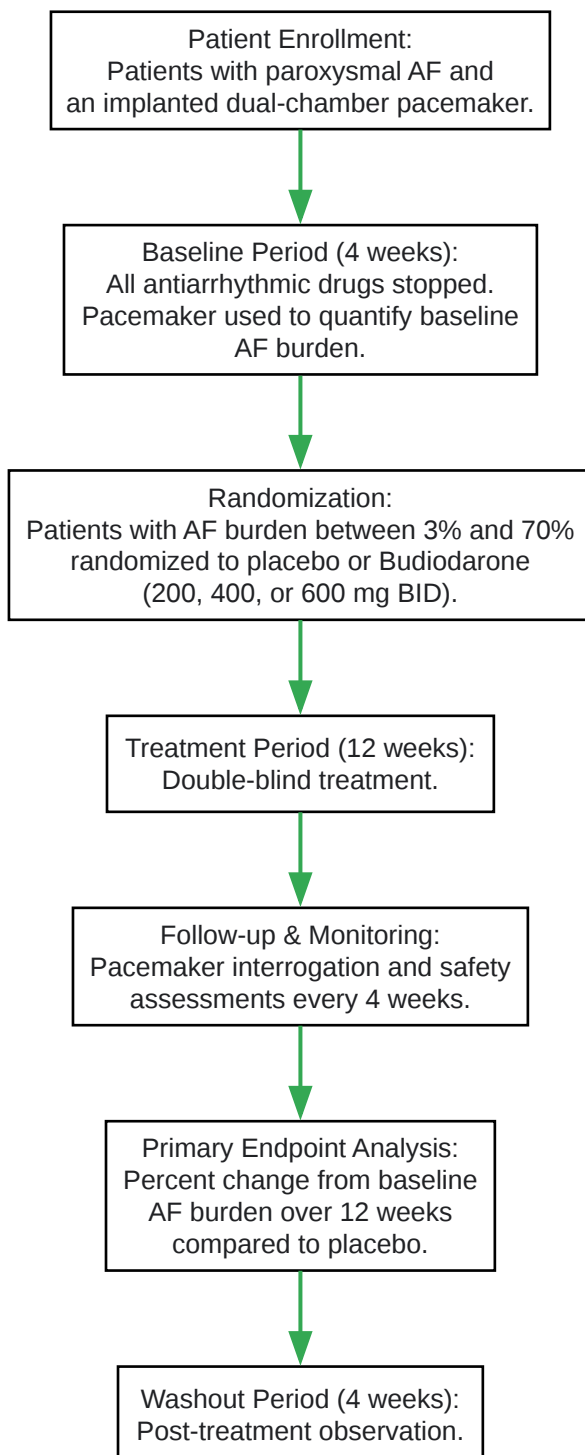 Patient Enrollment:
Patients with paroxysmal AF and
an implanted dual-chamber pacemaker.
Baseline Period (4 weeks):
All antiarrhythmic drugs stopped.
Pacemaker used to quantify baseline
AF burden.
Randomization:
Patients with AF burden between 3% and 70%
randomized to placebo or Budiodarone
(200, 400, or 600 mg BID).
Treatment Period (12 weeks):
Double-blind treatment.
Follow-up & Monitoring:
Pacemaker interrogation and safety
assessments every 4 weeks.
Primary Endpoint Analysis:
Percent change from baseline
AF burden over 12 weeks
compared to placebo.
Washout Period (4 weeks):
Post-treatment observation.